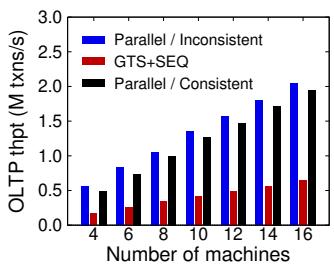 OLTP thpt (M txns/s)
3.0
2.5
2.0
1.5
1.0
0.5
0.0
Parallel / Inconsistent
GTS+SEQ
Parallel / Consistent
4 6 8 10 12 14 16
Number of machines